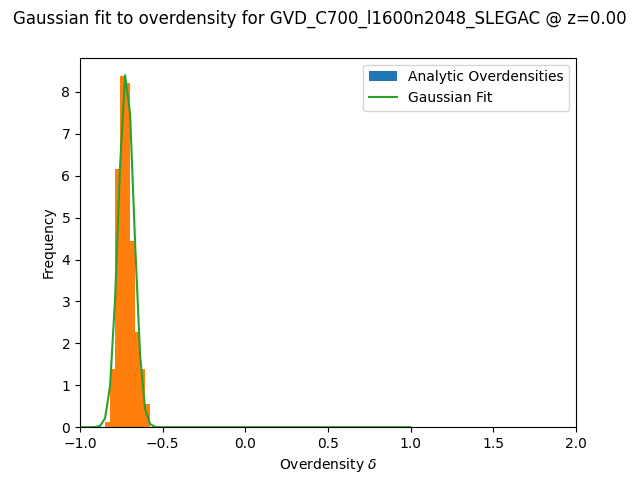 Gaussian fit to overdensity for GVD_C700_l1600n2048_SLEGAC @ z=0.00
Analytic Overdensities
Gaussian Fit
Frequency
8
7
6
5
4
3
2
1
0
−1.0 −0.5 0.0 0.5 1.0 1.5 2.0
Overdensity δ